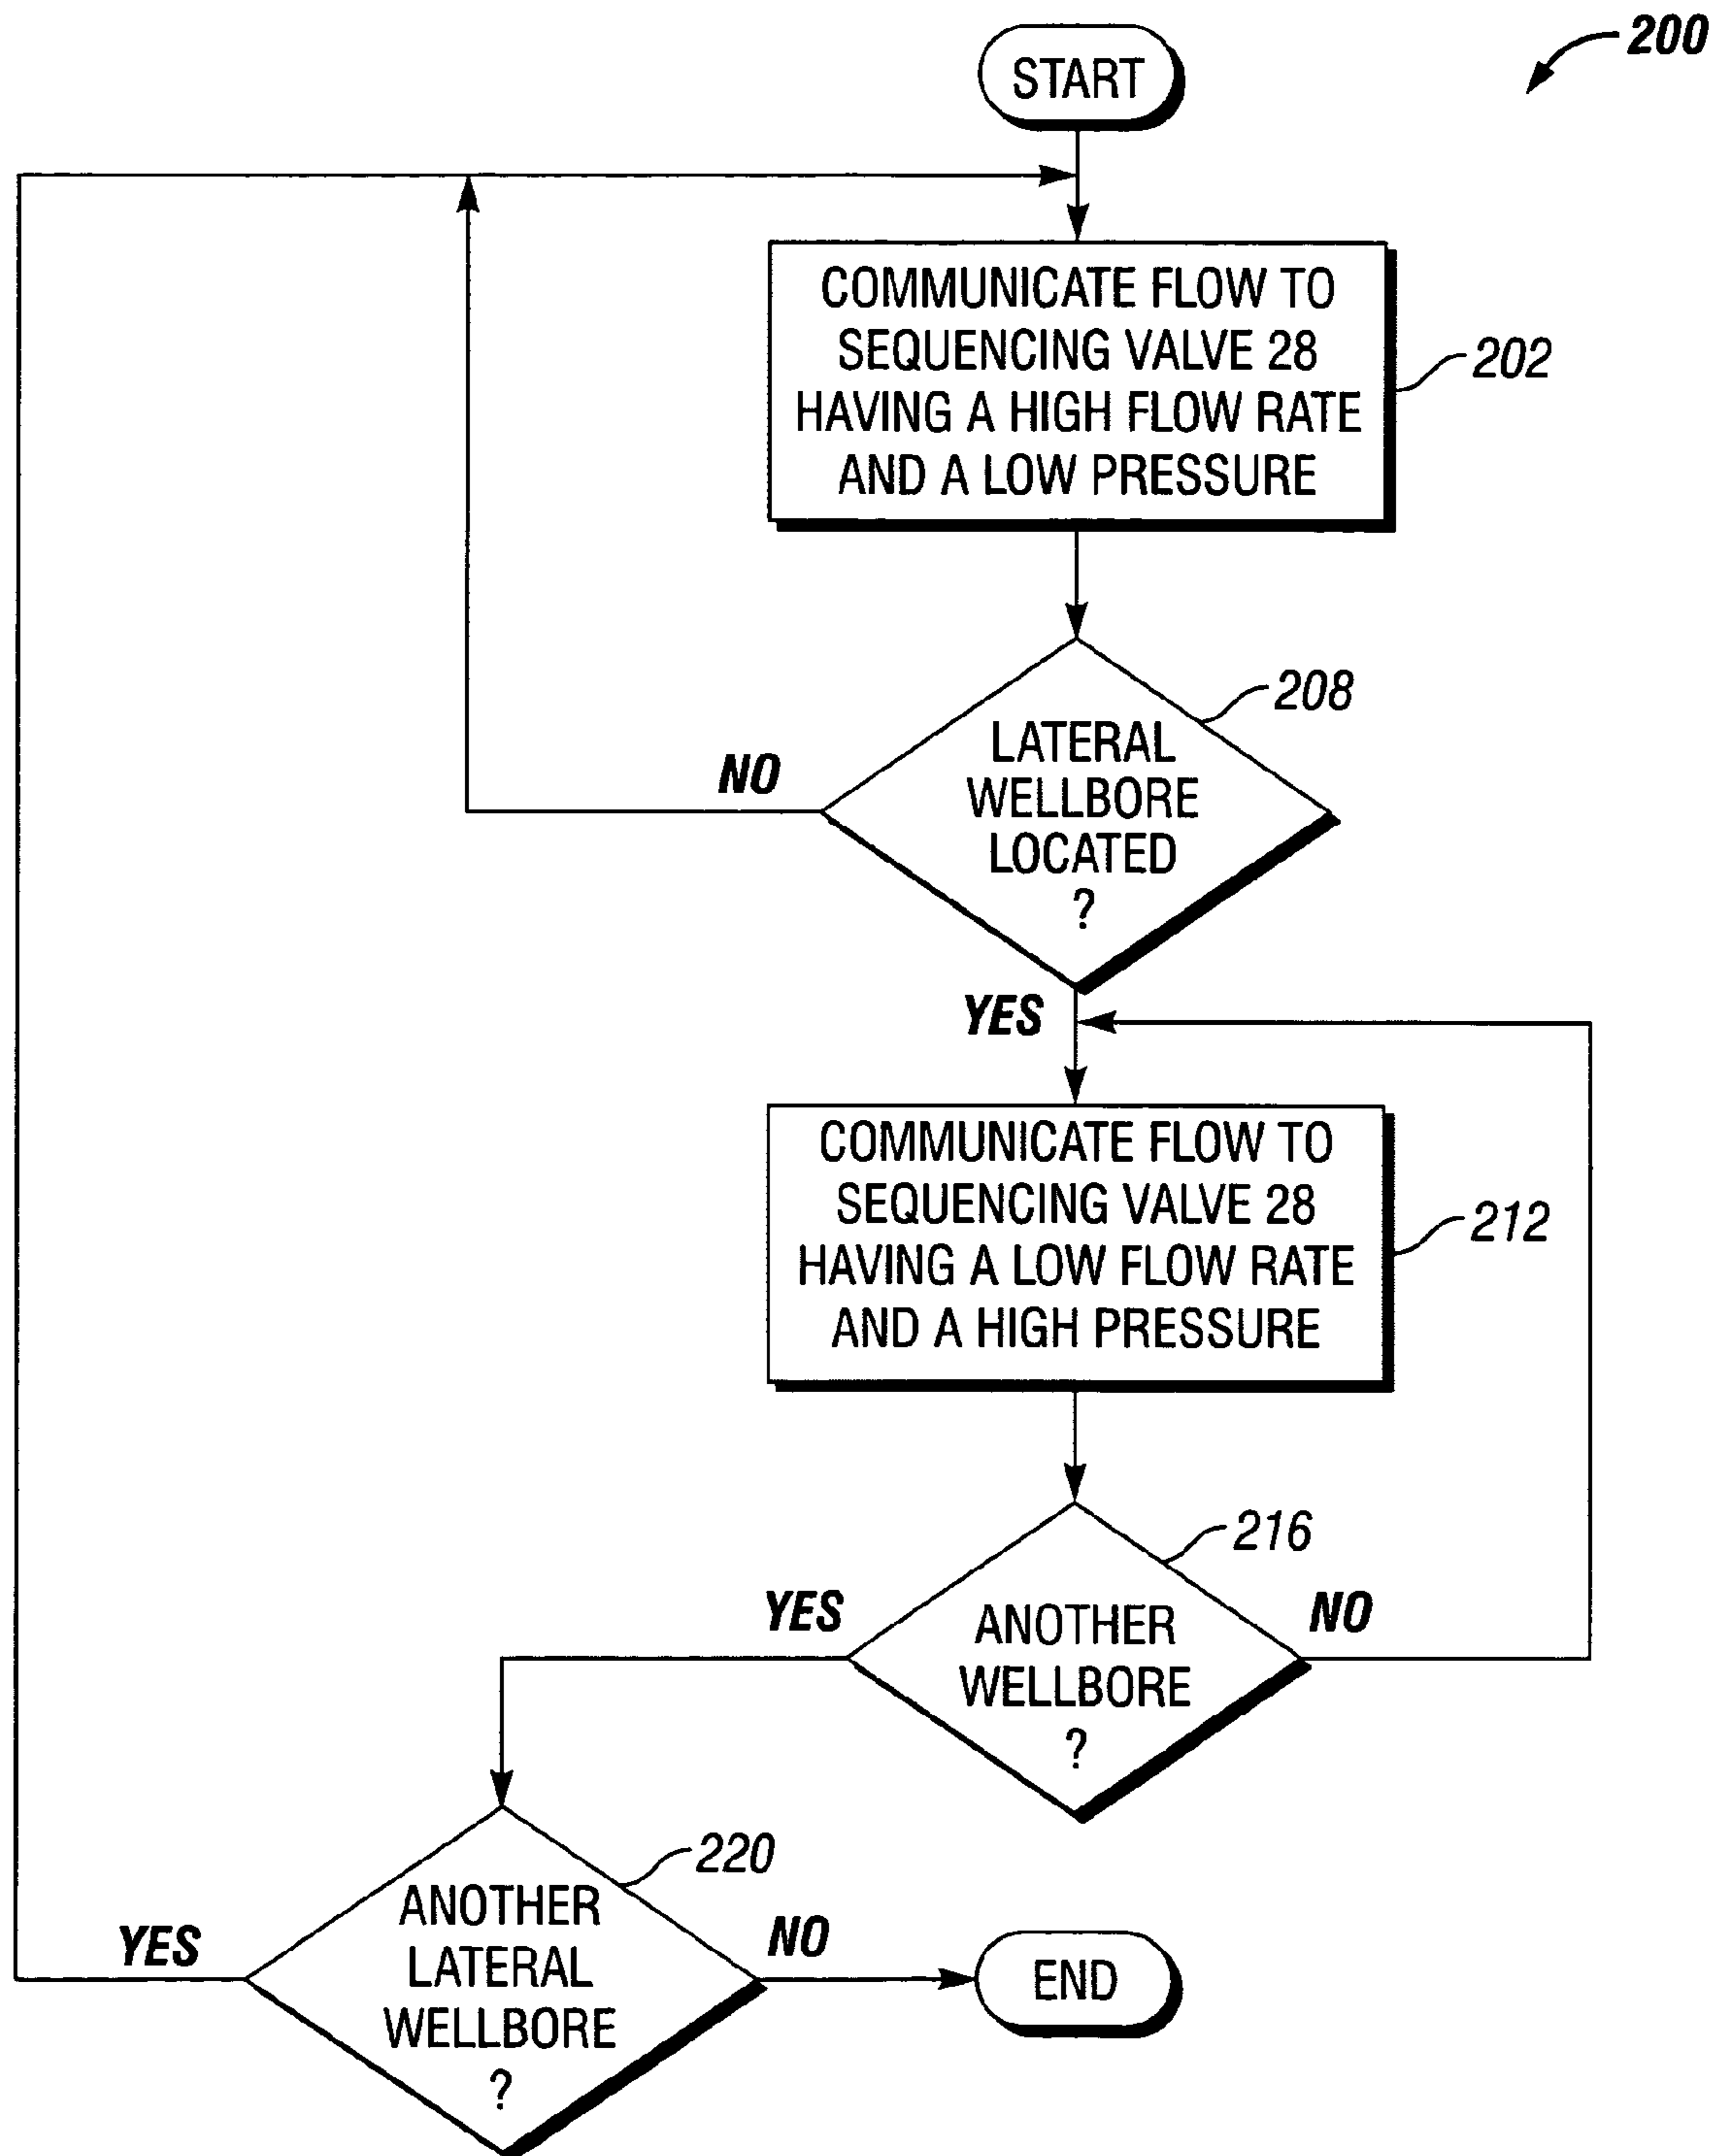 200
START
COMMUNICATE FLOW TO
SEQUENCING VALVE 28
HAVING A HIGH FLOW RATE
AND A LOW PRESSURE
202
208
LATERAL
WELLBORE
LOCATED
?
NO
YES
COMMUNICATE FLOW TO
SEQUENCING VALVE 28
HAVING A LOW FLOW RATE
AND A HIGH PRESSURE
212
216
YES
ANOTHER
WELLBORE
?
NO
220
YES
ANOTHER
LATERAL
WELLBORE
?
NO
END